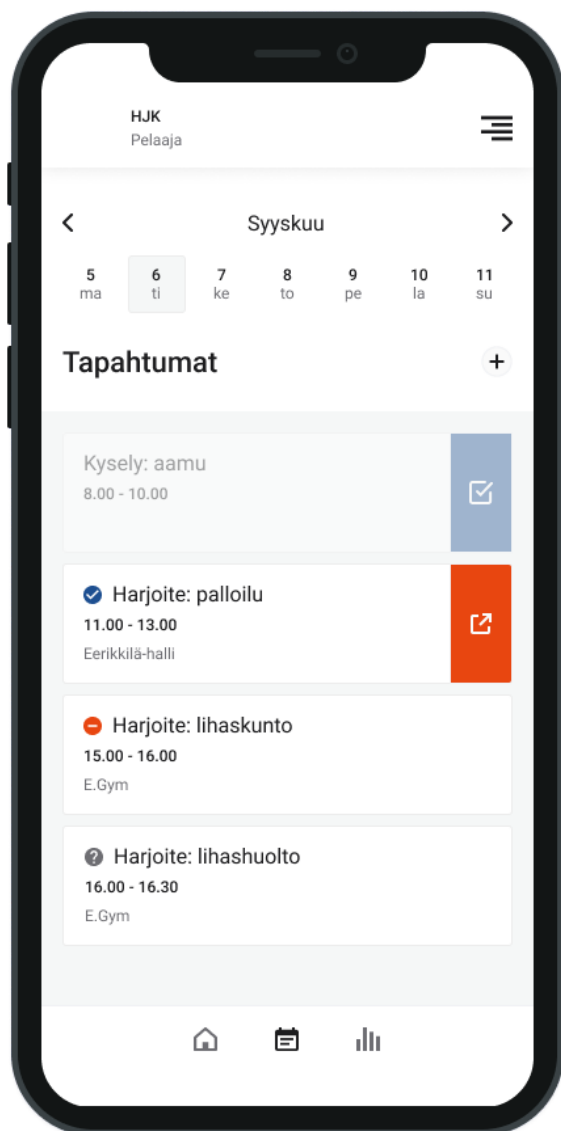 HJK
Pelaaja
Syyskuu
5 6 7 8 9 10 11
ma ti ke to pe la su
Tapahtumat
Kysely: aamu
8.00 - 10.00
Harjoite: palloilu
11.00 - 13.00
Eerikkilä-halli
Harjoite: lihaskunto
15.00 - 16.00
E.Gym
Harjoite: lihashuolto
16.00 - 16.30
E.Gym